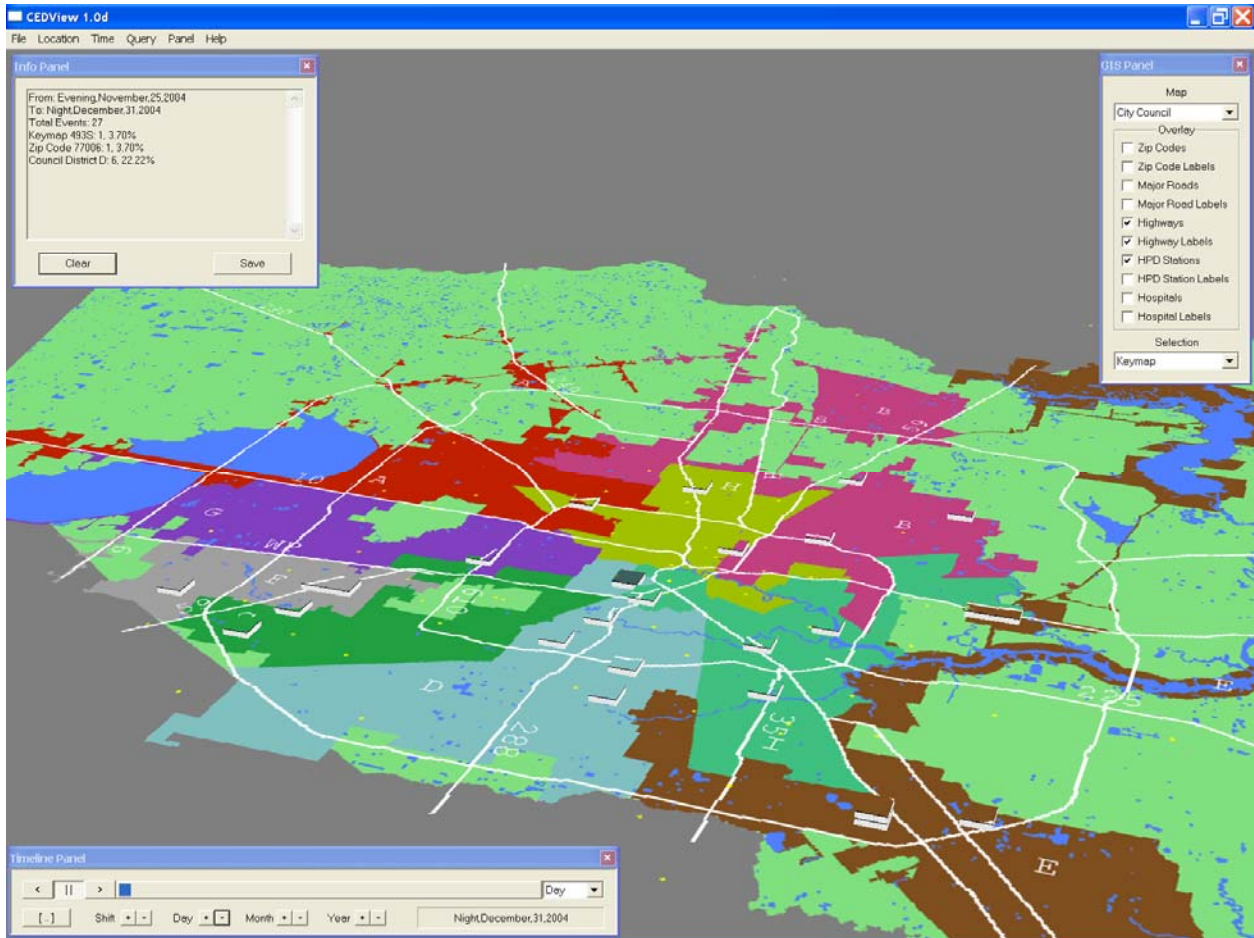 CEDView 1.0d
File Location Time Query Panel Help
Info Panel
From: Evening,November,25,2004
To: Night,December,31,2004
Total Events: 27
Keymap 493S: 1, 3.70%
Zip Code 77006: 1, 3.70%
Council District D: 6, 22.22%
Clear Save
GIS Panel
Map
City Council
Overlay
Zip Codes
Zip Code Labels
Major Roads
Major Road Labels
Highways
Highway Labels
HPD Stations
HPD Station Labels
Hospitals
Hospital Labels
Selection
Keymap
B
B
59
A
10
H
G
B
WP
610
D
E
225
288
35H
E
Timeline Panel
< || > Day
[..] Shift + - Day + - Month + - Year + - Night,December,31,2004